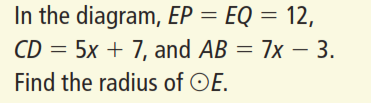 In the diagram, EP = EQ = 12,
CD = 5x + 7, and AB = 7x − 3.
Find the radius of ⊙E.